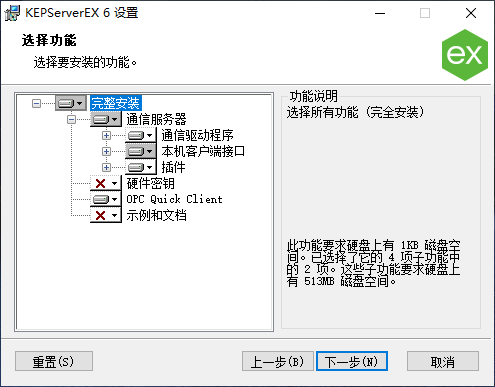 KEPServerEX 6 设置
选择功能
选择要安装的功能。
ex
完整安装
通信服务器
通信驱动程序
本机客户端接口
插件
硬件密钥
OPC Quick Client
示例和文档
功能说明
选择所有功能 (完全安装)
此功能要求硬盘上有 1KB 磁盘空
间。已选择了它的 4 项子功能中
的 2 项。这些子功能要求硬盘上
有 513MB 磁盘空间。
重置(S)
上一步(B)
下一步(N)
取消